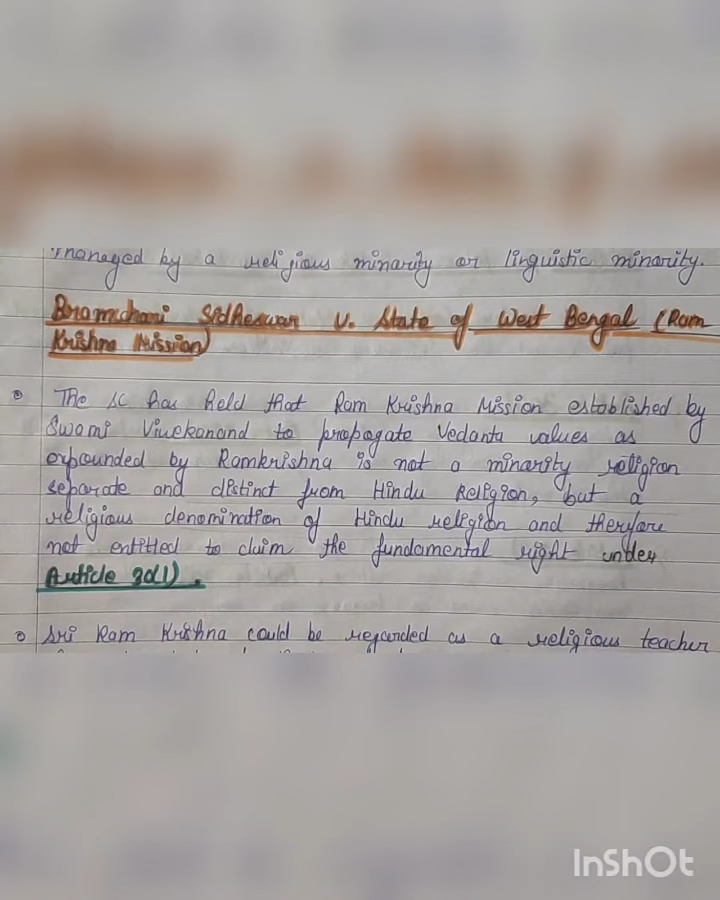 managed by a religious minority or linguistic minority.
Bramchari Sidheswar V. State of West Bengal (Ram
Krishna Mission)
The SC has held that Ram Krishna Mission established by
Swami Vivekanand to propagate Vedanta values as
expounded by Ramkrishna is not a minority religion
separate and distinct from Hindu Religion, but a
religious denomination of Hindu religion and therefore
not entitled to claim the fundamental right under
Article 30(1).
Sri Ram Krishna could be regarded as a religious teacher
InShOt